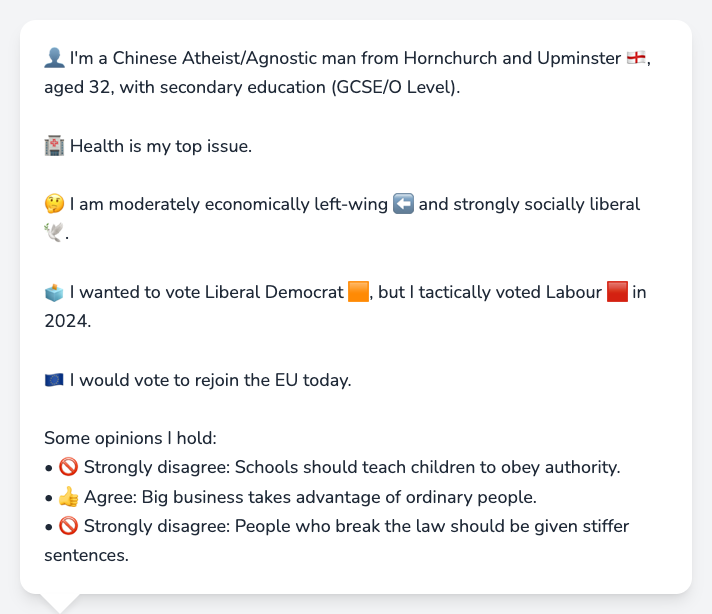 👤 I'm a Chinese Atheist/Agnostic man from Hornchurch and Upminster 🏴󠁧󠁢󠁥󠁮󠁧󠁿,
aged 32, with secondary education (GCSE/O Level).
🏥 Health is my top issue.
🤔 I am moderately economically left-wing ⬅️ and strongly socially liberal
🕊️.
🗳️ I wanted to vote Liberal Democrat 🟧, but I tactically voted Labour 🟥 in
2024.
🇪🇺 I would vote to rejoin the EU today.
Some opinions I hold:
• 🚫 Strongly disagree: Schools should teach children to obey authority.
• 👍 Agree: Big business takes advantage of ordinary people.
• 🚫 Strongly disagree: People who break the law should be given stiffer
sentences.